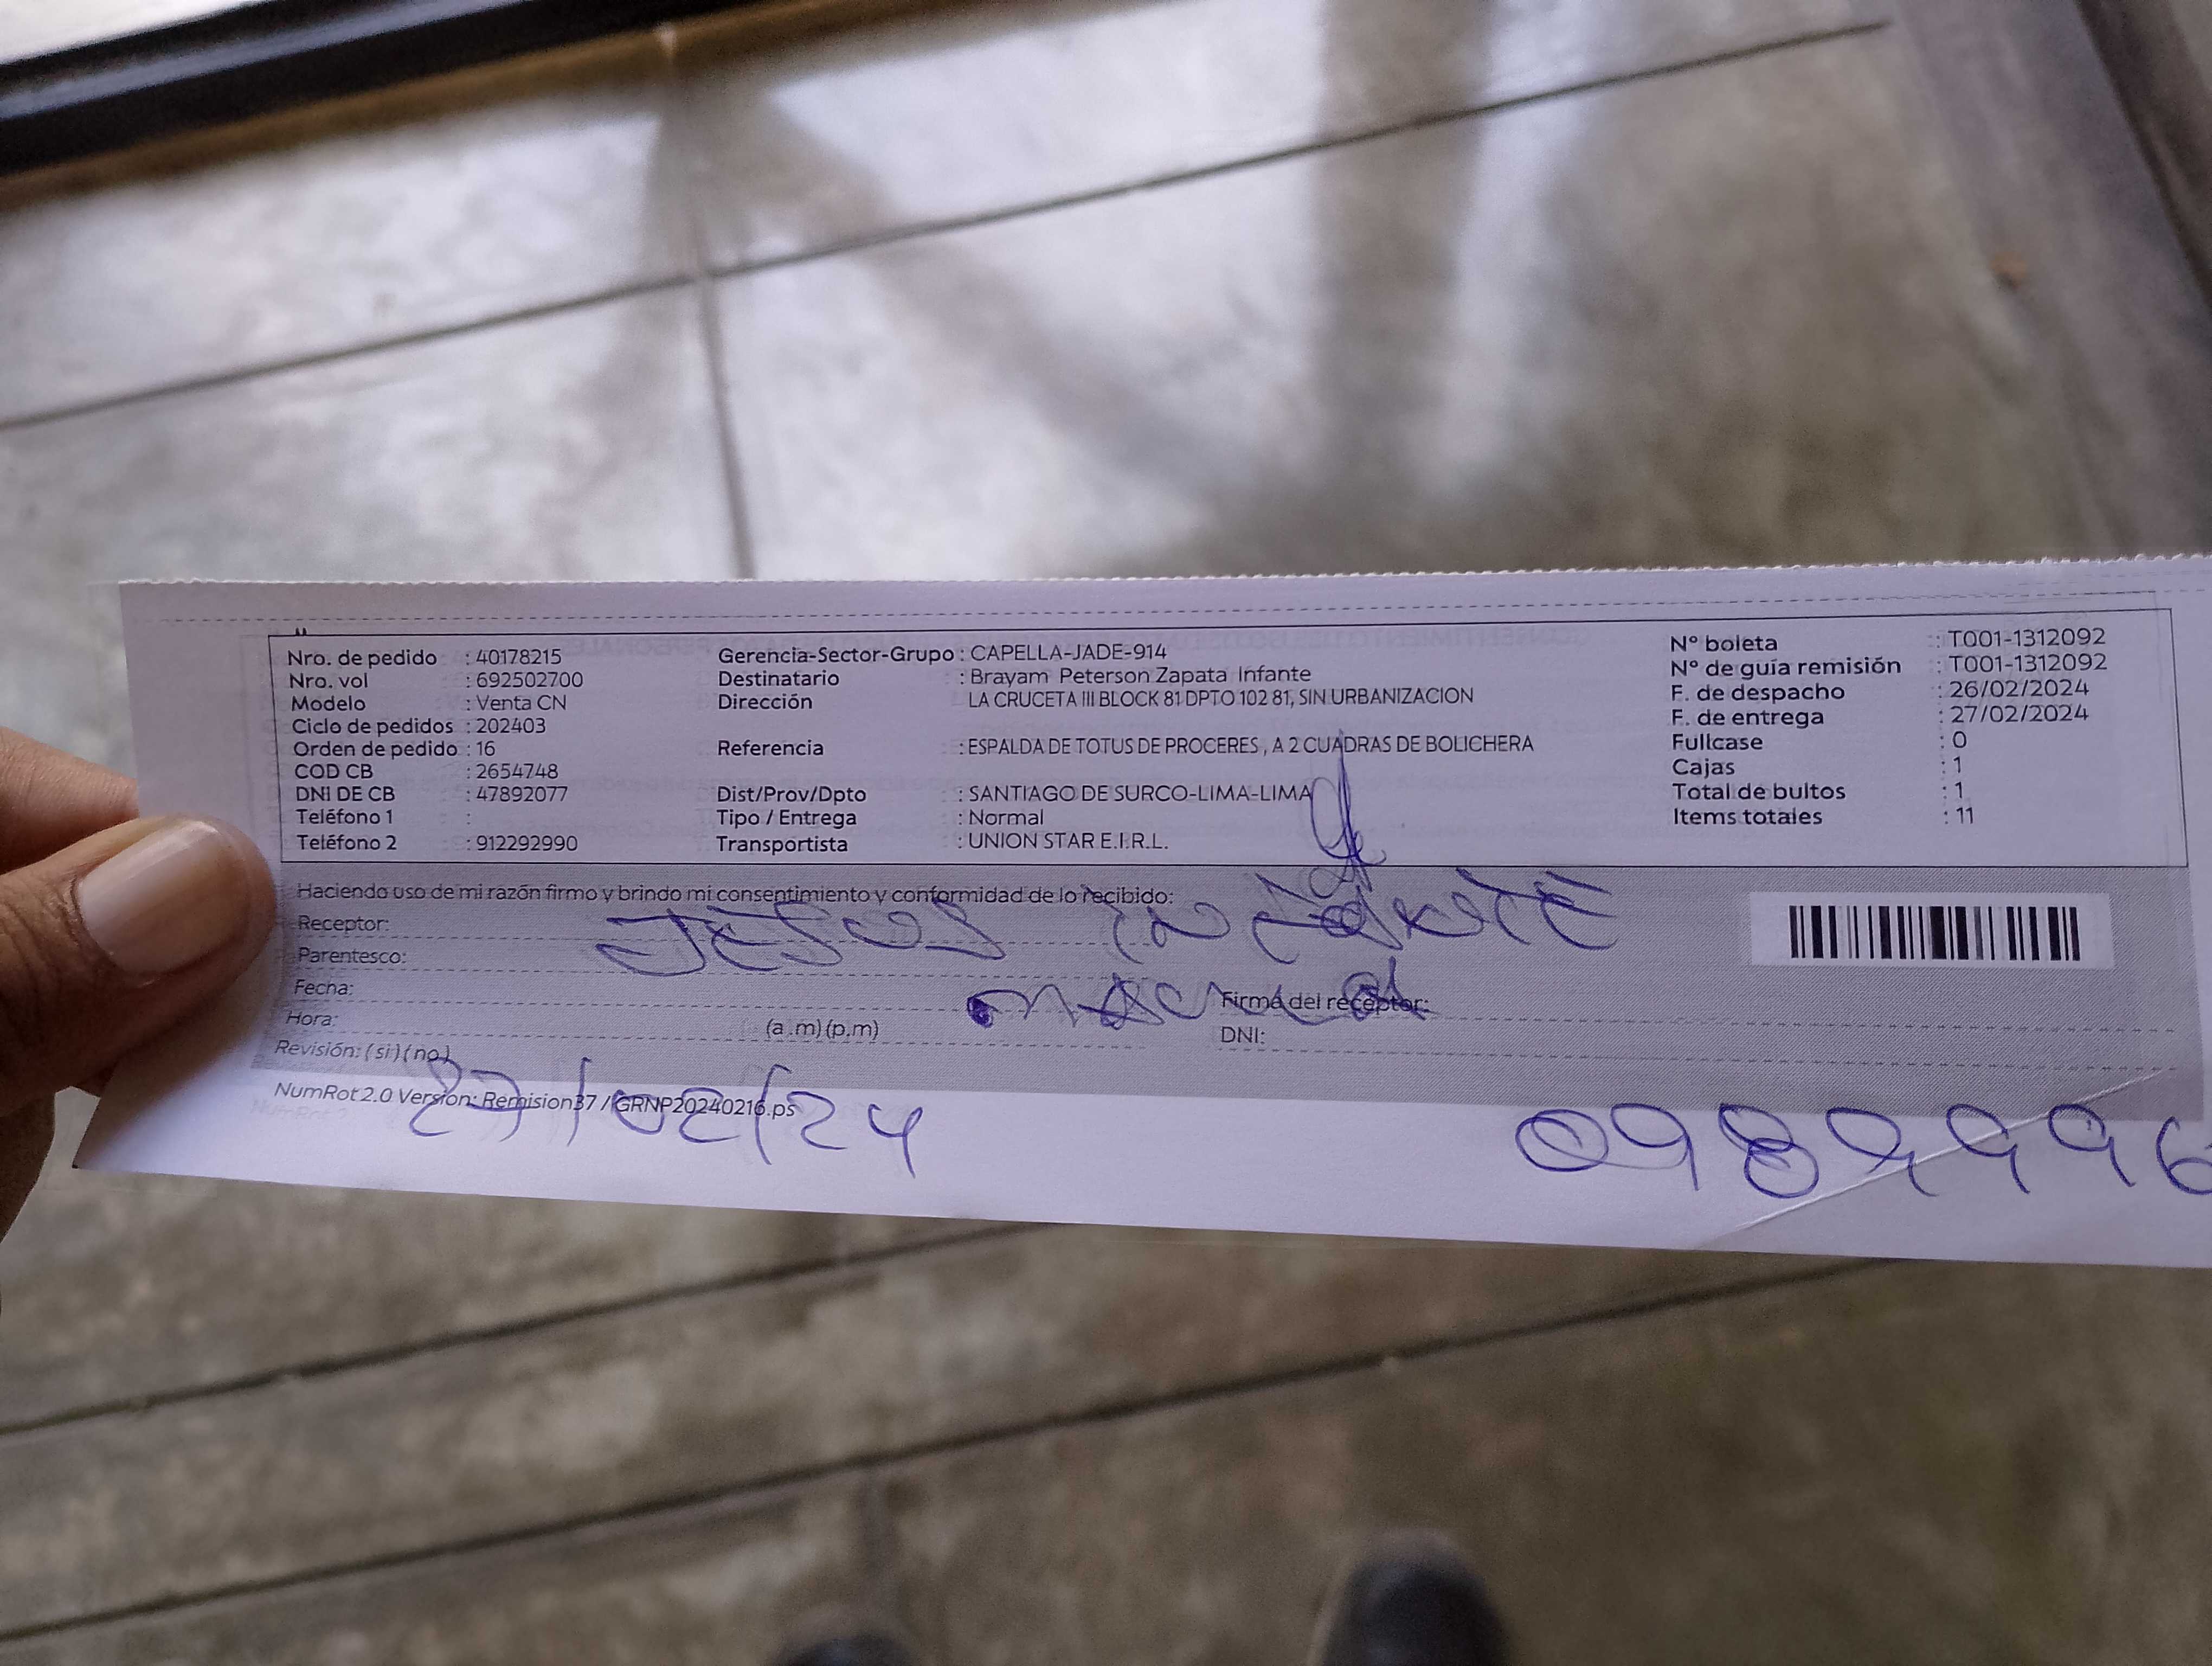 Nro. de pedido : 40178215
Nro. vol : 692502700
Modelo : Venta CN
Ciclo de pedidos : 202403
Orden de pedido : 16
COD CB : 2654748
DNI DE CB : 47892077
Teléfono 1 :
Teléfono 2 : 912292990
Gerencia-Sector-Grupo : CAPELLA-JADE-914
Destinatario : Brayam Peterson Zapata Infante
Dirección LA CRUCETA III BLOCK 81 DPTO 102 81, SIN URBANIZACION
Referencia : ESPALDA DE TOTUS DE PROCERES , A 2 CUADRAS DE BOLICHERA
Dist/Prov/Dpto : SANTIAGO DE SURCO-LIMA-LIMA
Tipo / Entrega : Normal
Transportista : UNION STAR E.I.R.L.
N° boleta : T001-1312092
N° de guía remisión : T001-1312092
F. de despacho : 26/02/2024
F. de entrega : 27/02/2024
Fullcase : 0
Cajas : 1
Total de bultos : 1
Items totales : 11
Haciendo uso de mi razón firmo y brindo mi consentimiento y conformidad de lo recibido:
Receptor: JESUS
Parentesco:
Fecha:
Firma del receptor:
Hora: (a.m) (p.m)
DNI:
Revisión: (si) (no)
NumRot2.0 Version: Remision37 / GRNP20240216.ps
27/02/24
09899996